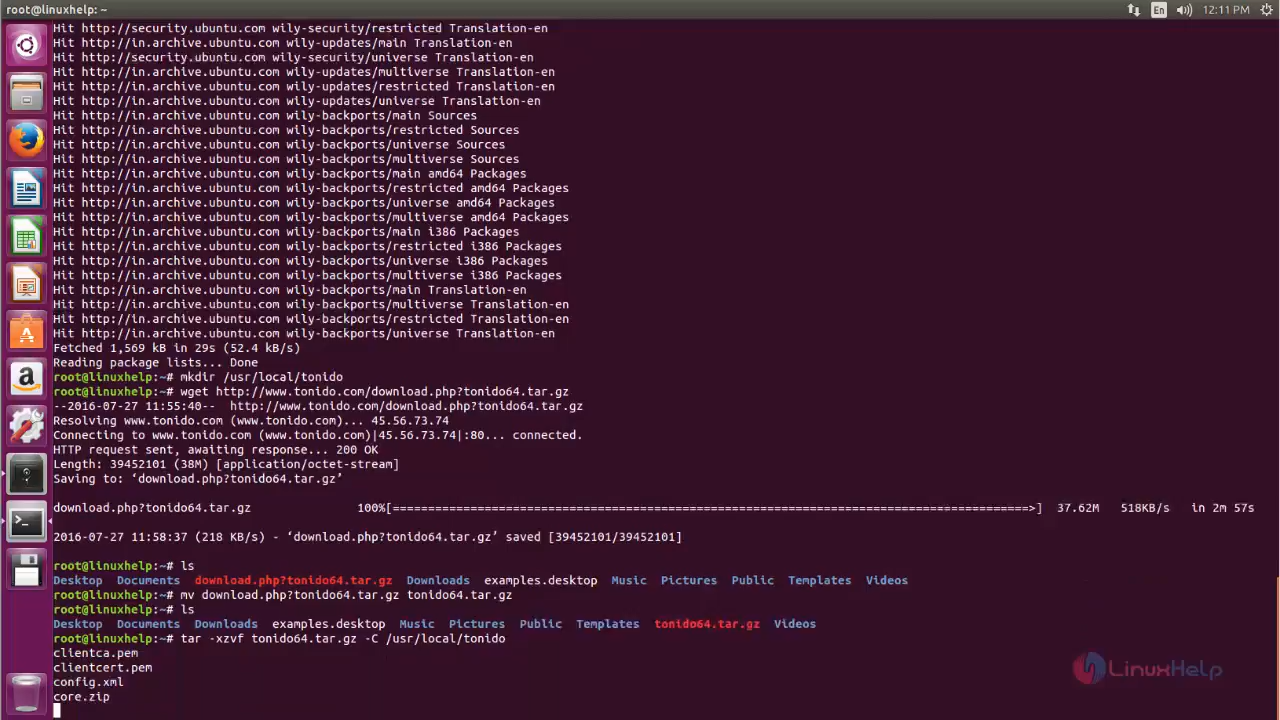 root@linuxhelp: ~
En
12:11 PM
Hit http://security.ubuntu.com wily-security/restricted Translation-en
Hit http://in.archive.ubuntu.com wily-updates/main Translation-en
Hit http://security.ubuntu.com wily-security/universe Translation-en
Hit http://in.archive.ubuntu.com wily-updates/multiverse Translation-en
Hit http://in.archive.ubuntu.com wily-updates/restricted Translation-en
Hit http://in.archive.ubuntu.com wily-updates/universe Translation-en
Hit http://in.archive.ubuntu.com wily-backports/main Sources
Hit http://in.archive.ubuntu.com wily-backports/restricted Sources
Hit http://in.archive.ubuntu.com wily-backports/universe Sources
Hit http://in.archive.ubuntu.com wily-backports/multiverse Sources
Hit http://in.archive.ubuntu.com wily-backports/main amd64 Packages
Hit http://in.archive.ubuntu.com wily-backports/restricted amd64 Packages
Hit http://in.archive.ubuntu.com wily-backports/universe amd64 Packages
Hit http://in.archive.ubuntu.com wily-backports/multiverse amd64 Packages
Hit http://in.archive.ubuntu.com wily-backports/main i386 Packages
Hit http://in.archive.ubuntu.com wily-backports/restricted i386 Packages
Hit http://in.archive.ubuntu.com wily-backports/universe i386 Packages
Hit http://in.archive.ubuntu.com wily-backports/multiverse i386 Packages
Hit http://in.archive.ubuntu.com wily-backports/main Translation-en
Hit http://in.archive.ubuntu.com wily-backports/multiverse Translation-en
Hit http://in.archive.ubuntu.com wily-backports/restricted Translation-en
Hit http://in.archive.ubuntu.com wily-backports/universe Translation-en
Fetched 1,569 kB in 29s (52.4 kB/s)
Reading package lists... Done
root@linuxhelp:~# mkdir /usr/local/tonido
root@linuxhelp:~# wget http://www.tonido.com/download.php?tonido64.tar.gz
--2016-07-27 11:55:40--  http://www.tonido.com/download.php?tonido64.tar.gz
Resolving www.tonido.com (www.tonido.com)... 45.56.73.74
Connecting to www.tonido.com (www.tonido.com)|45.56.73.74|:80... connected.
HTTP request sent, awaiting response... 200 OK
Length: 39452101 (38M) [application/octet-stream]
Saving to: ‘download.php?tonido64.tar.gz’
download.php?tonido64.tar.gz 100%[==========================================================================================>] 37.62M 518KB/s in 2m 57s
2016-07-27 11:58:37 (218 KB/s) - ‘download.php?tonido64.tar.gz’ saved [39452101/39452101]
root@linuxhelp:~# ls
Desktop Documents download.php?tonido64.tar.gz Downloads examples.desktop Music Pictures Public Templates Videos
root@linuxhelp:~# mv download.php?tonido64.tar.gz tonido64.tar.gz
root@linuxhelp:~# ls
Desktop Documents Downloads examples.desktop Music Pictures Public Templates tonido64.tar.gz Videos
root@linuxhelp:~# tar -xzvf tonido64.tar.gz -C /usr/local/tonido
clientca.pem
clientcert.pem
config.xml
core.zip
LinuxHelp